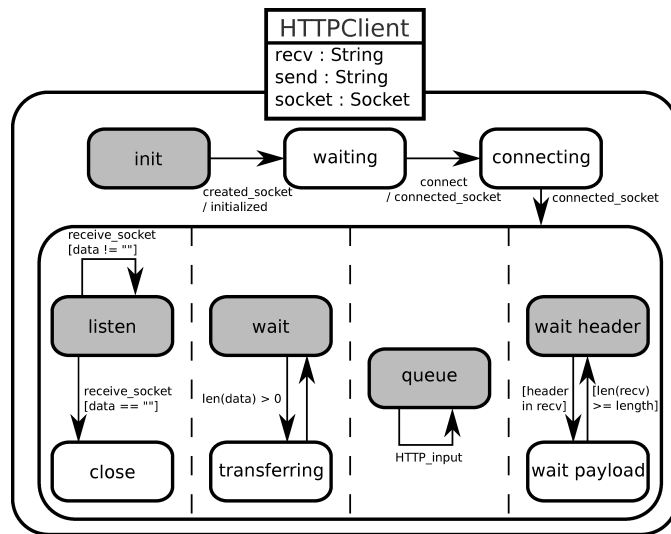 HTTPClient
recv : String
send : String
socket : Socket
init
waiting
connecting
created_socket
/ initialized
connect
/ connected_socket
connected_socket
receive_socket
[data != ""]
listen
wait
wait header
queue
receive_socket
[data == ""]
len(data) > 0
[header
in recv]
[len(recv)
>= length]
HTTP_input
close
transferring
wait payload